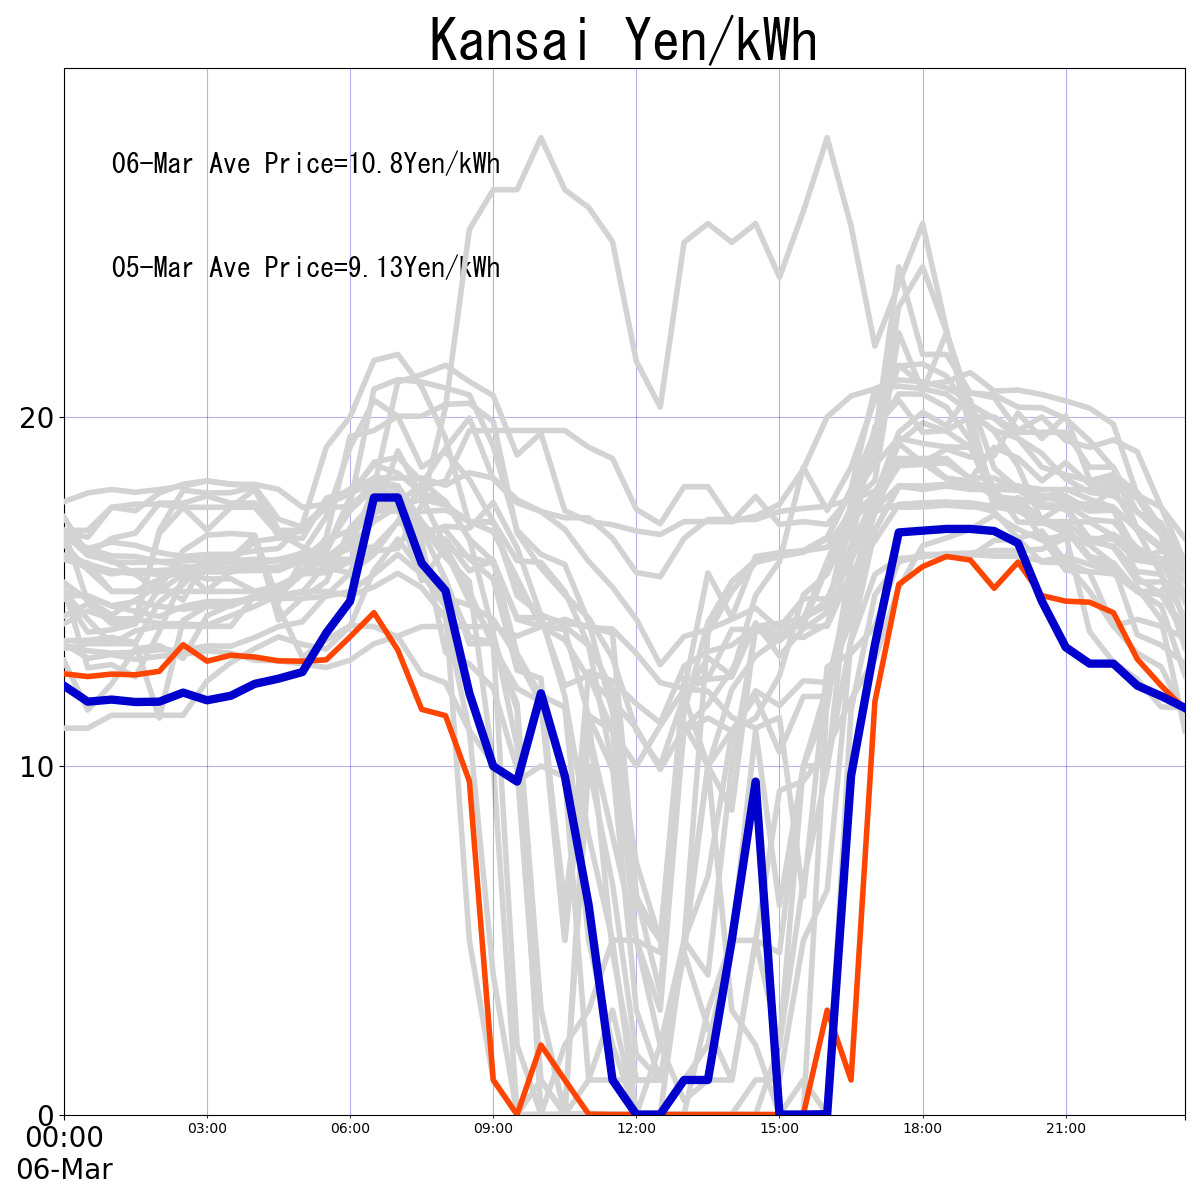 Kansai Yen/kWh
06-Mar Ave Price=10.8Yen/kWh
05-Mar Ave Price=9.13Yen/kWh
20
10
0
00:00 03:00 06:00 09:00 12:00 15:00 18:00 21:00
06-Mar